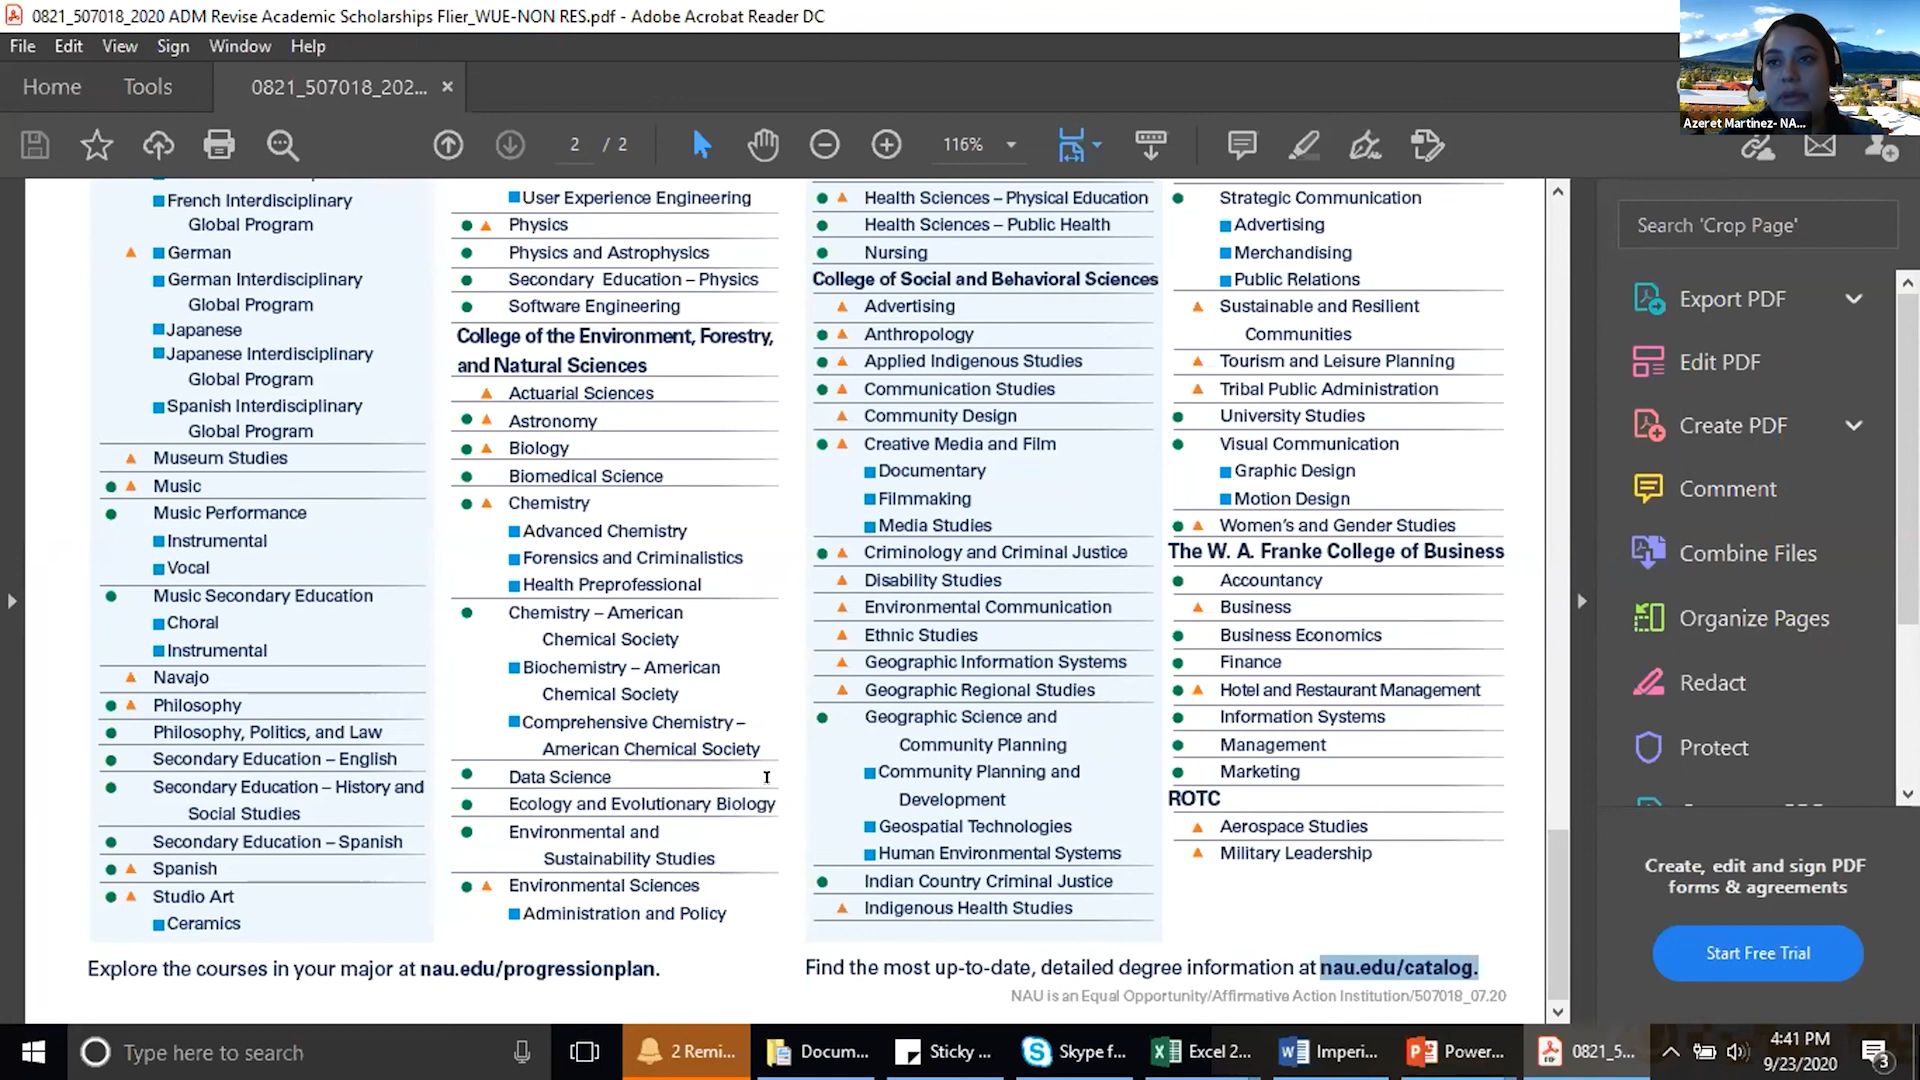 0821_507018_2020 ADM Revise Academic Scholarships Flier_WUE-NON RES.pdf - Adobe Acrobat Reader DC
File Edit View Sign Window Help
Home Tools 0821_507018_202... ×
2 / 2 116%
Azeret Martinez- NA...
French Interdisciplinary
Global Program
German
German Interdisciplinary
Global Program
Japanese
Japanese Interdisciplinary
Global Program
Spanish Interdisciplinary
Global Program
Museum Studies
Music
Music Performance
Instrumental
Vocal
Music Secondary Education
Choral
Instrumental
Navajo
Philosophy
Philosophy, Politics, and Law
Secondary Education – English
Secondary Education – History and
Social Studies
Secondary Education – Spanish
Spanish
Studio Art
Ceramics
User Experience Engineering
Physics
Physics and Astrophysics
Secondary Education – Physics
Software Engineering
College of the Environment, Forestry,
and Natural Sciences
Actuarial Sciences
Astronomy
Biology
Biomedical Science
Chemistry
Advanced Chemistry
Forensics and Criminalistics
Health Preprofessional
Chemistry – American
Chemical Society
Biochemistry – American
Chemical Society
Comprehensive Chemistry –
American Chemical Society
Data Science
Ecology and Evolutionary Biology
Environmental and
Sustainability Studies
Environmental Sciences
Administration and Policy
Health Sciences – Physical Education
Health Sciences – Public Health
Nursing
College of Social and Behavioral Sciences
Advertising
Anthropology
Applied Indigenous Studies
Communication Studies
Community Design
Creative Media and Film
Documentary
Filmmaking
Media Studies
Criminology and Criminal Justice
Disability Studies
Environmental Communication
Ethnic Studies
Geographic Information Systems
Geographic Regional Studies
Geographic Science and
Community Planning
Community Planning and
Development
Geospatial Technologies
Human Environmental Systems
Indian Country Criminal Justice
Indigenous Health Studies
Strategic Communication
Advertising
Merchandising
Public Relations
Sustainable and Resilient
Communities
Tourism and Leisure Planning
Tribal Public Administration
University Studies
Visual Communication
Graphic Design
Motion Design
Women's and Gender Studies
The W. A. Franke College of Business
Accountancy
Business
Business Economics
Finance
Hotel and Restaurant Management
Information Systems
Management
Marketing
ROTC
Aerospace Studies
Military Leadership
Explore the courses in your major at nau.edu/progressionplan.
Find the most up-to-date, detailed degree information at nau.edu/catalog.
NAU is an Equal Opportunity/Affirmative Action Institution/507018_07.20
Search 'Crop Page'
Export PDF
Edit PDF
Create PDF
Comment
Combine Files
Organize Pages
Redact
Protect
Create, edit and sign PDF
forms & agreements
Start Free Trial
Type here to search
2 Remi...
Docum...
Sticky ...
Skype f...
Excel 2...
Imperi...
Power...
0821_5...
4:41 PM
9/23/2020
3